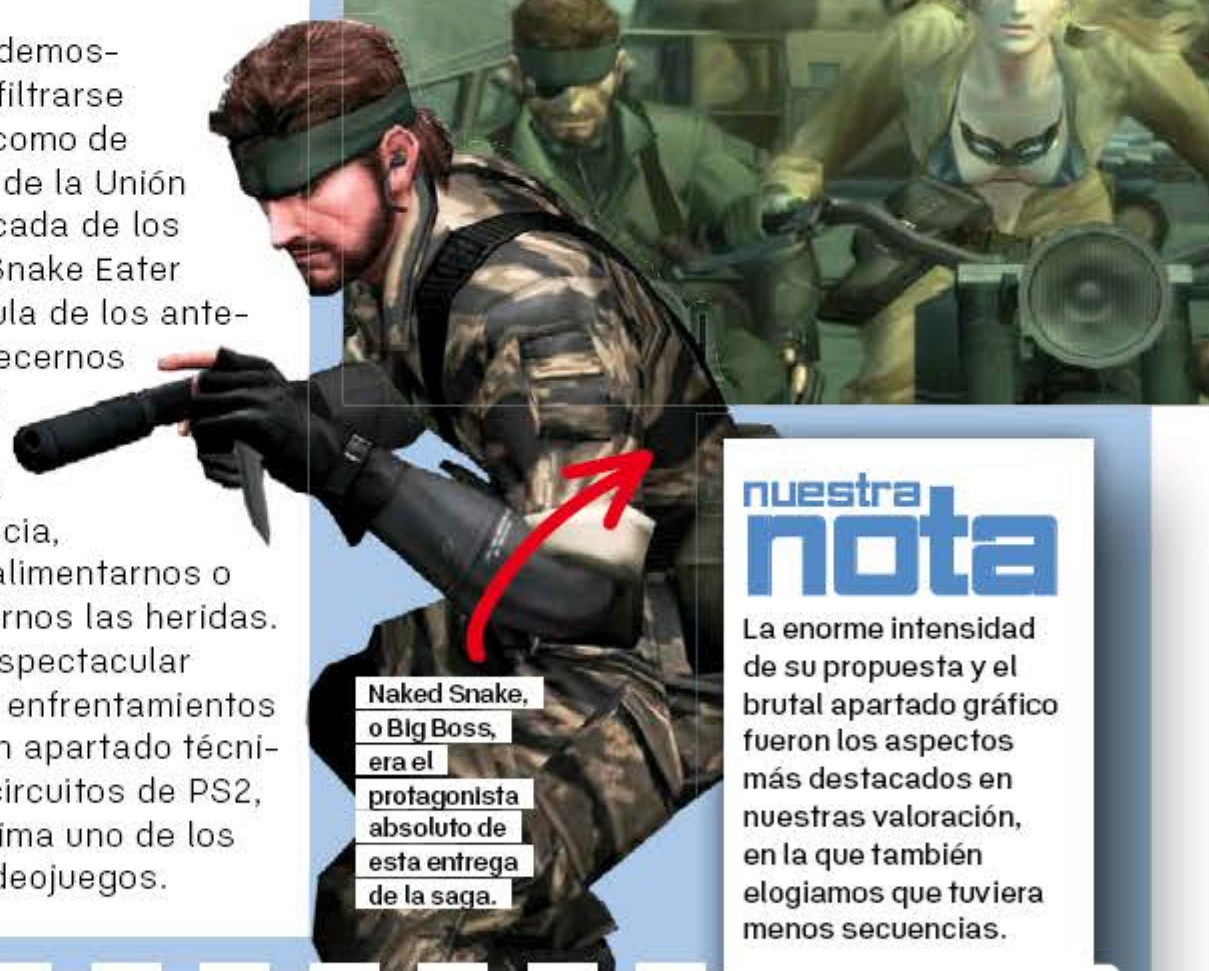 demos-
filtrarse
como de
de la Unión
cada de los
Snake Eater
ula de los ante-
ecernos
cia,
alimentarnos o
rnos las heridas.
spectacular
enfrentamientos
n apartado técni-
circuitos de PS2,
ima uno de los
deojuegos.
Naked Snake,
o Big Boss,
era el
protagonista
absoluto de
esta entrega
de la saga.
nuestra
nota
La enorme intensidad
de su propuesta y el
brutal apartado gráfico
fueron los aspectos
más destacados en
nuestras valoración,
en la que también
elogiamos que tuviera
menos secuencias.